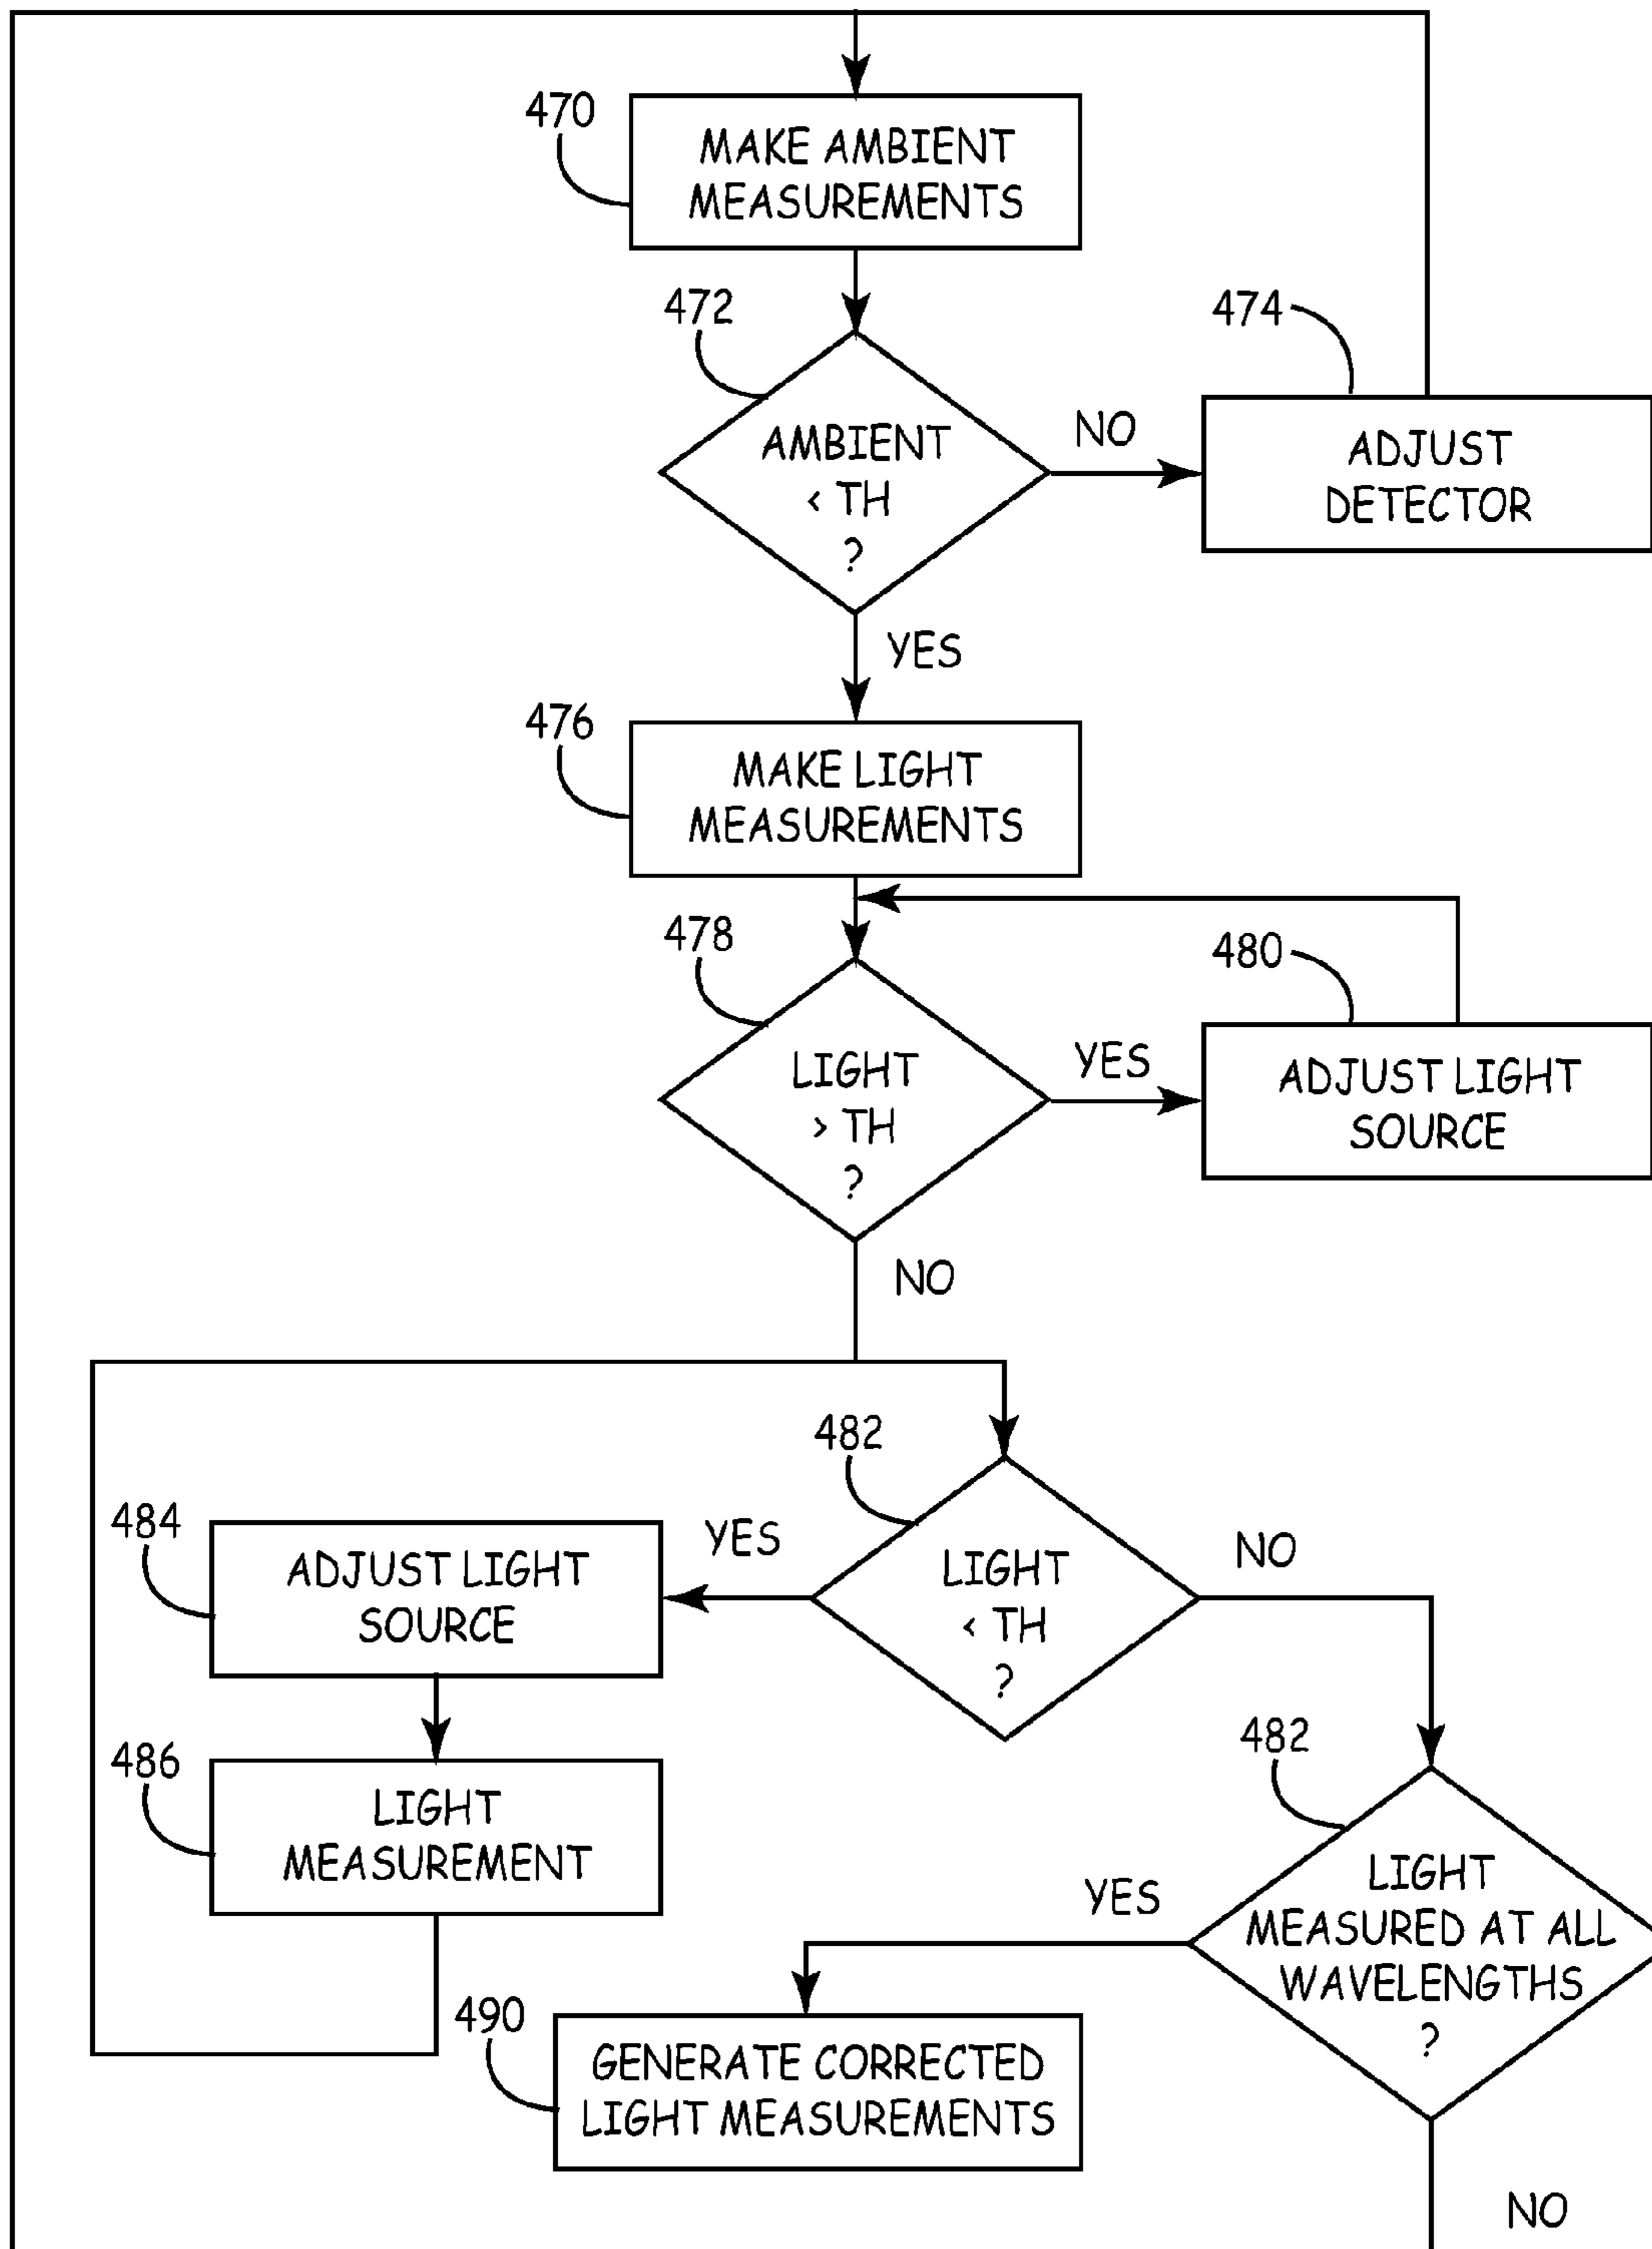 470
MAKE AMBIENT
MEASUREMENTS
472
AMBIENT
< TH
?
NO
474
ADJUST
DETECTOR
YES
476
MAKE LIGHT
MEASUREMENTS
478
LIGHT
> TH
?
YES
480
ADJUST LIGHT
SOURCE
NO
482
LIGHT
< TH
?
YES
484
ADJUST LIGHT
SOURCE
486
LIGHT
MEASUREMENT
NO
482
LIGHT
MEASURED AT ALL
WAVELENGTHS
?
YES
490
GENERATE CORRECTED
LIGHT MEASUREMENTS
NO